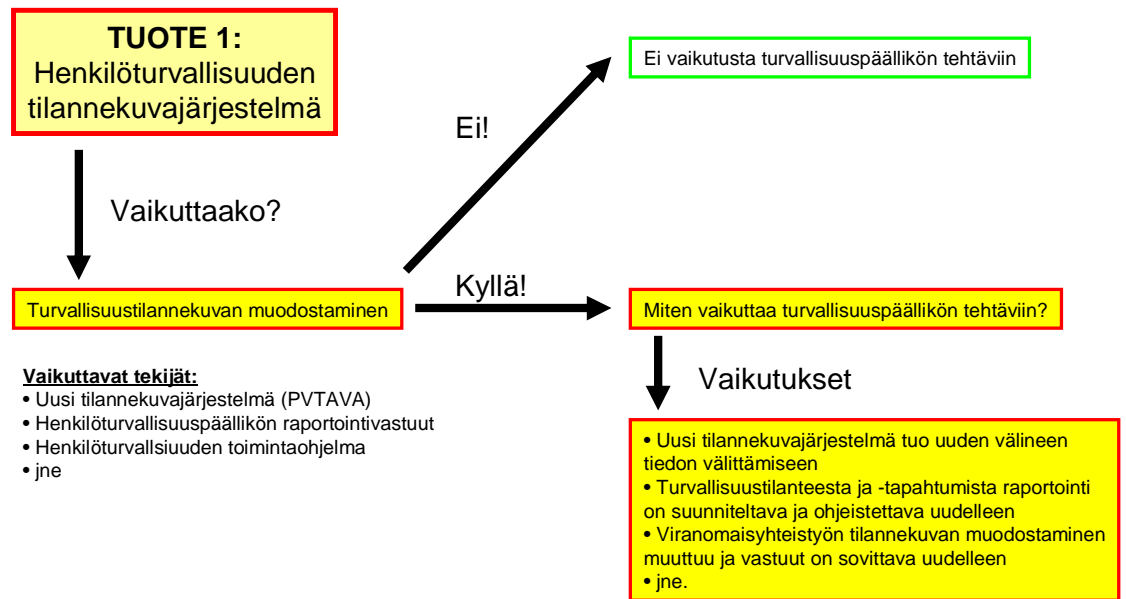 TUOTE 1:
Henkilöturvallisuuden
tilannekuvajärjestelmä
Ei vaikutusta turvallisuuspäällikön tehtäviin
Ei!
Vaikuttaako?
Kyllä!
Turvallisuustilannekuvan muodostaminen
Miten vaikuttaa turvallisuuspäällikön tehtäviin?
Vaikuttavat tekijät:
• Uusi tilannekuvajärjestelmä (PVTAVA)
• Henkilöturvallisuuspäällikön raportointivastuut
• Henkilöturvallsiuuden toimintaohjelma
• jne
Vaikutukset
• Uusi tilannekuvajärjestelmä tuo uuden välineen
tiedon välittämiseen
• Turvallisuustilanteesta ja -tapahtumista raportointi
on suunniteltava ja ohjeistettava uudelleen
• Viranomaisyhteistyön tilannekuvan muodostaminen
muuttuu ja vastuut on sovittava uudelleen
• jne.